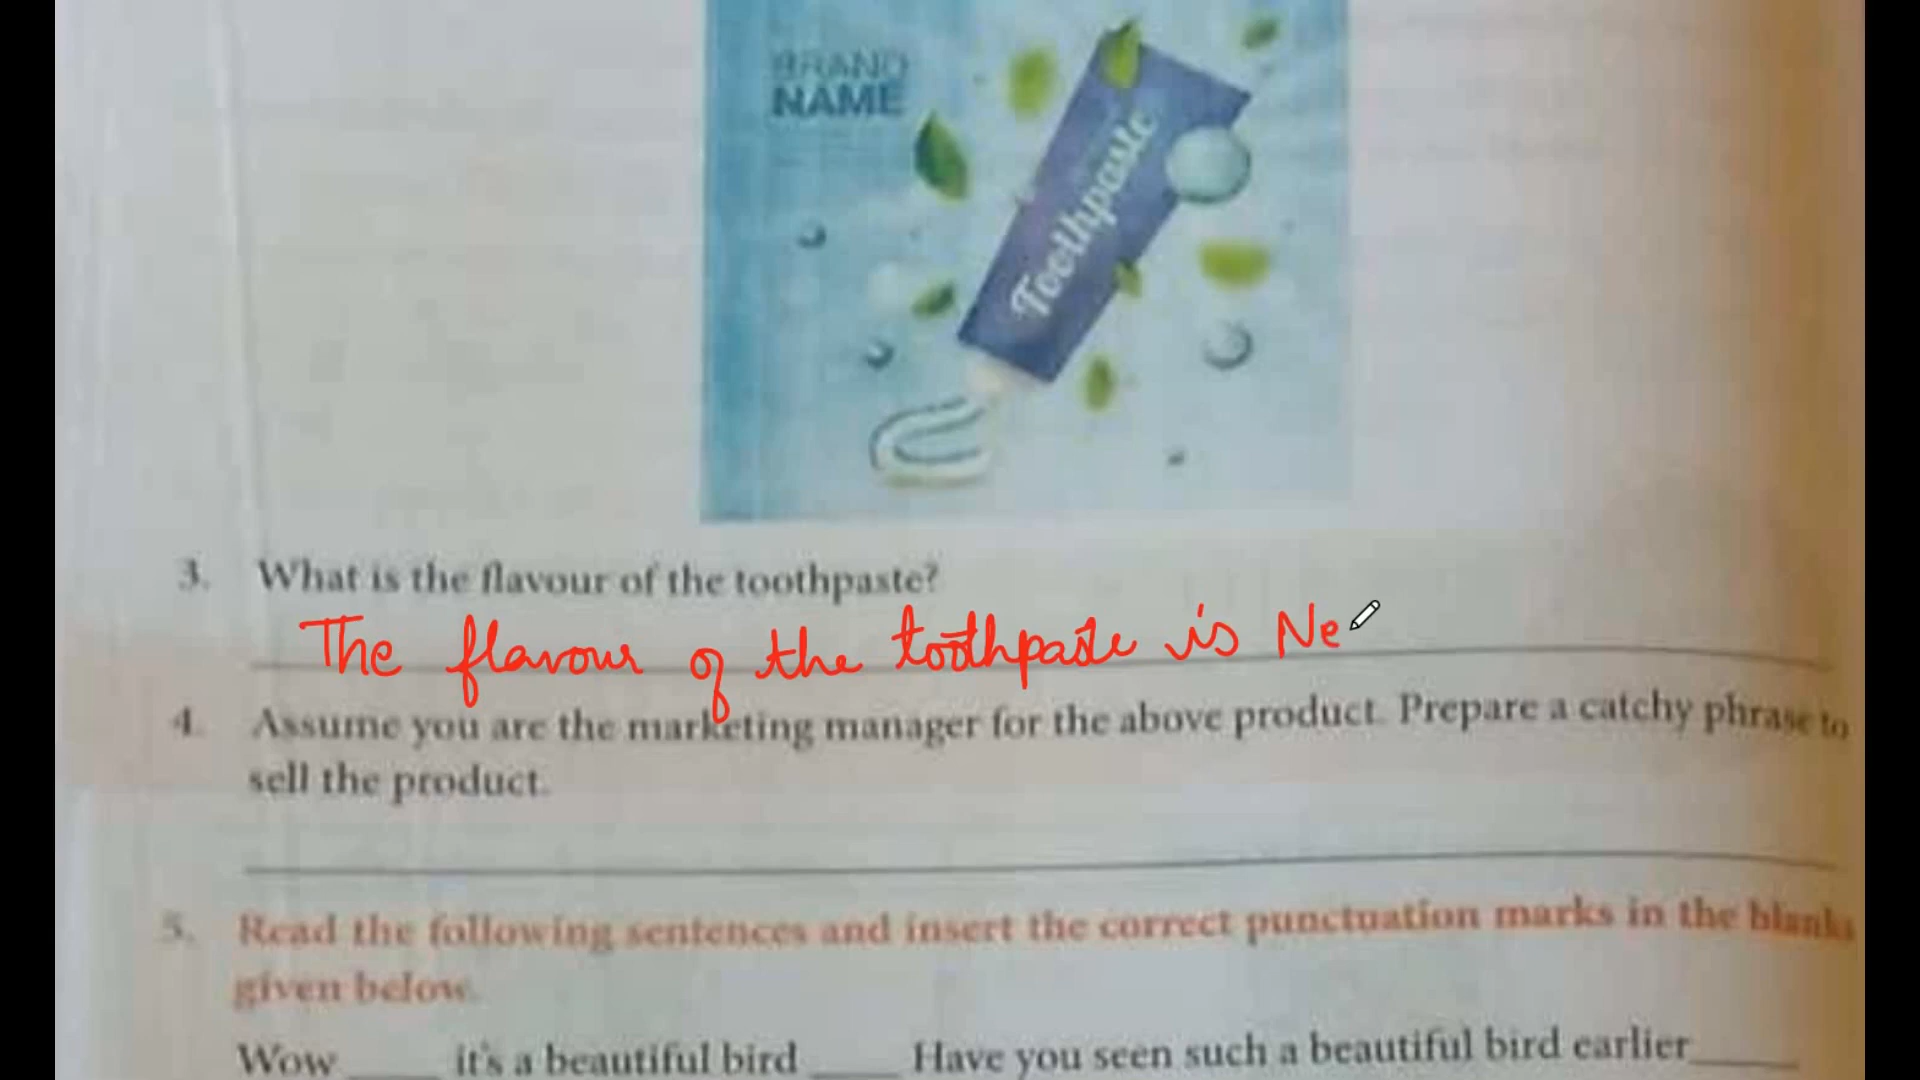 BRAND
NAME
Toothpaste
3. What is the flavour of the toothpaste?
The flavour of the toothpaste is Ne
4. Assume you are the marketing manager for the above product. Prepare a catchy phrase to
sell the product.
5. Read the following sentences and insert the correct punctuation marks in the blanks
given below.
Wow ____ it's a beautiful bird ____ Have you seen such a beautiful bird earlier____